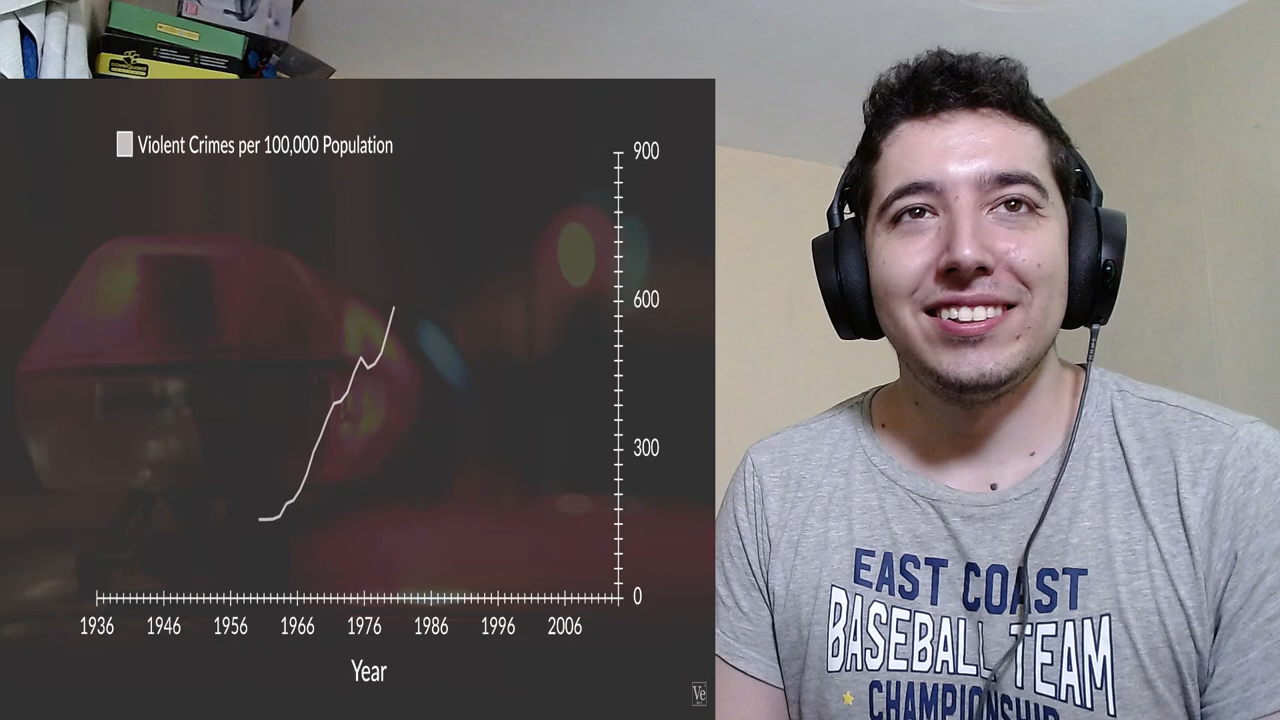 Violent Crimes per 100,000 Population
900
600
300
0
1936 1946 1956 1966 1976 1986 1996 2006
Year
Ve
EAST COAST
BASEBALL TEAM
CHAMPIONSHIP